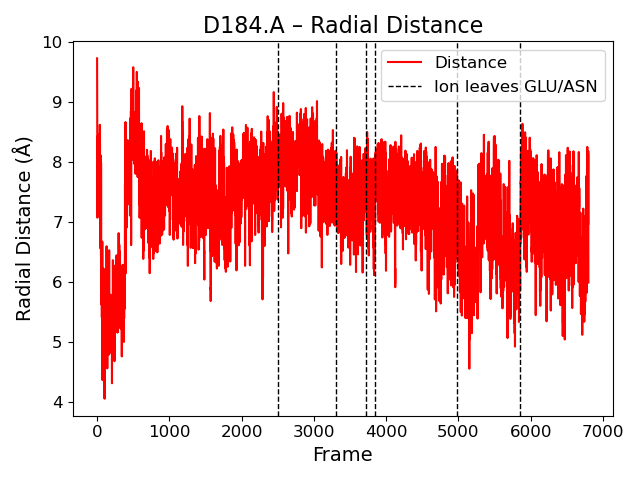 D184.A – Radial Distance
Distance
Ion leaves GLU/ASN
Radial Distance (Å)
10
9
8
7
6
5
4
0 1000 2000 3000 4000 5000 6000 7000
Frame